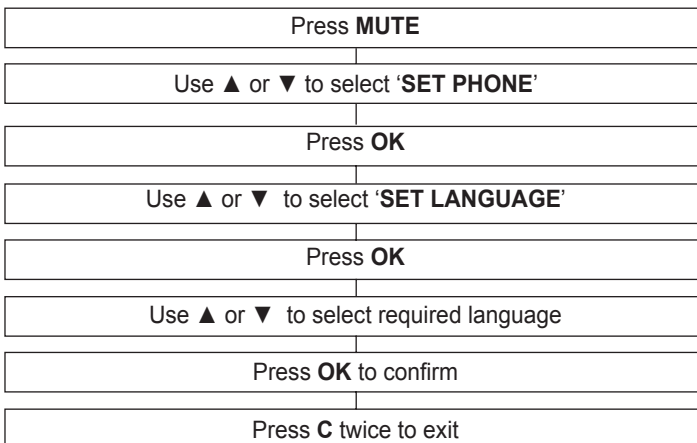 Press MUTE
Use ▲ or ▼ to select ‘SET PHONE’
Press OK
Use ▲ or ▼ to select ‘SET LANGUAGE’
Press OK
Use ▲ or ▼ to select required language
Press OK to confirm
Press C twice to exit